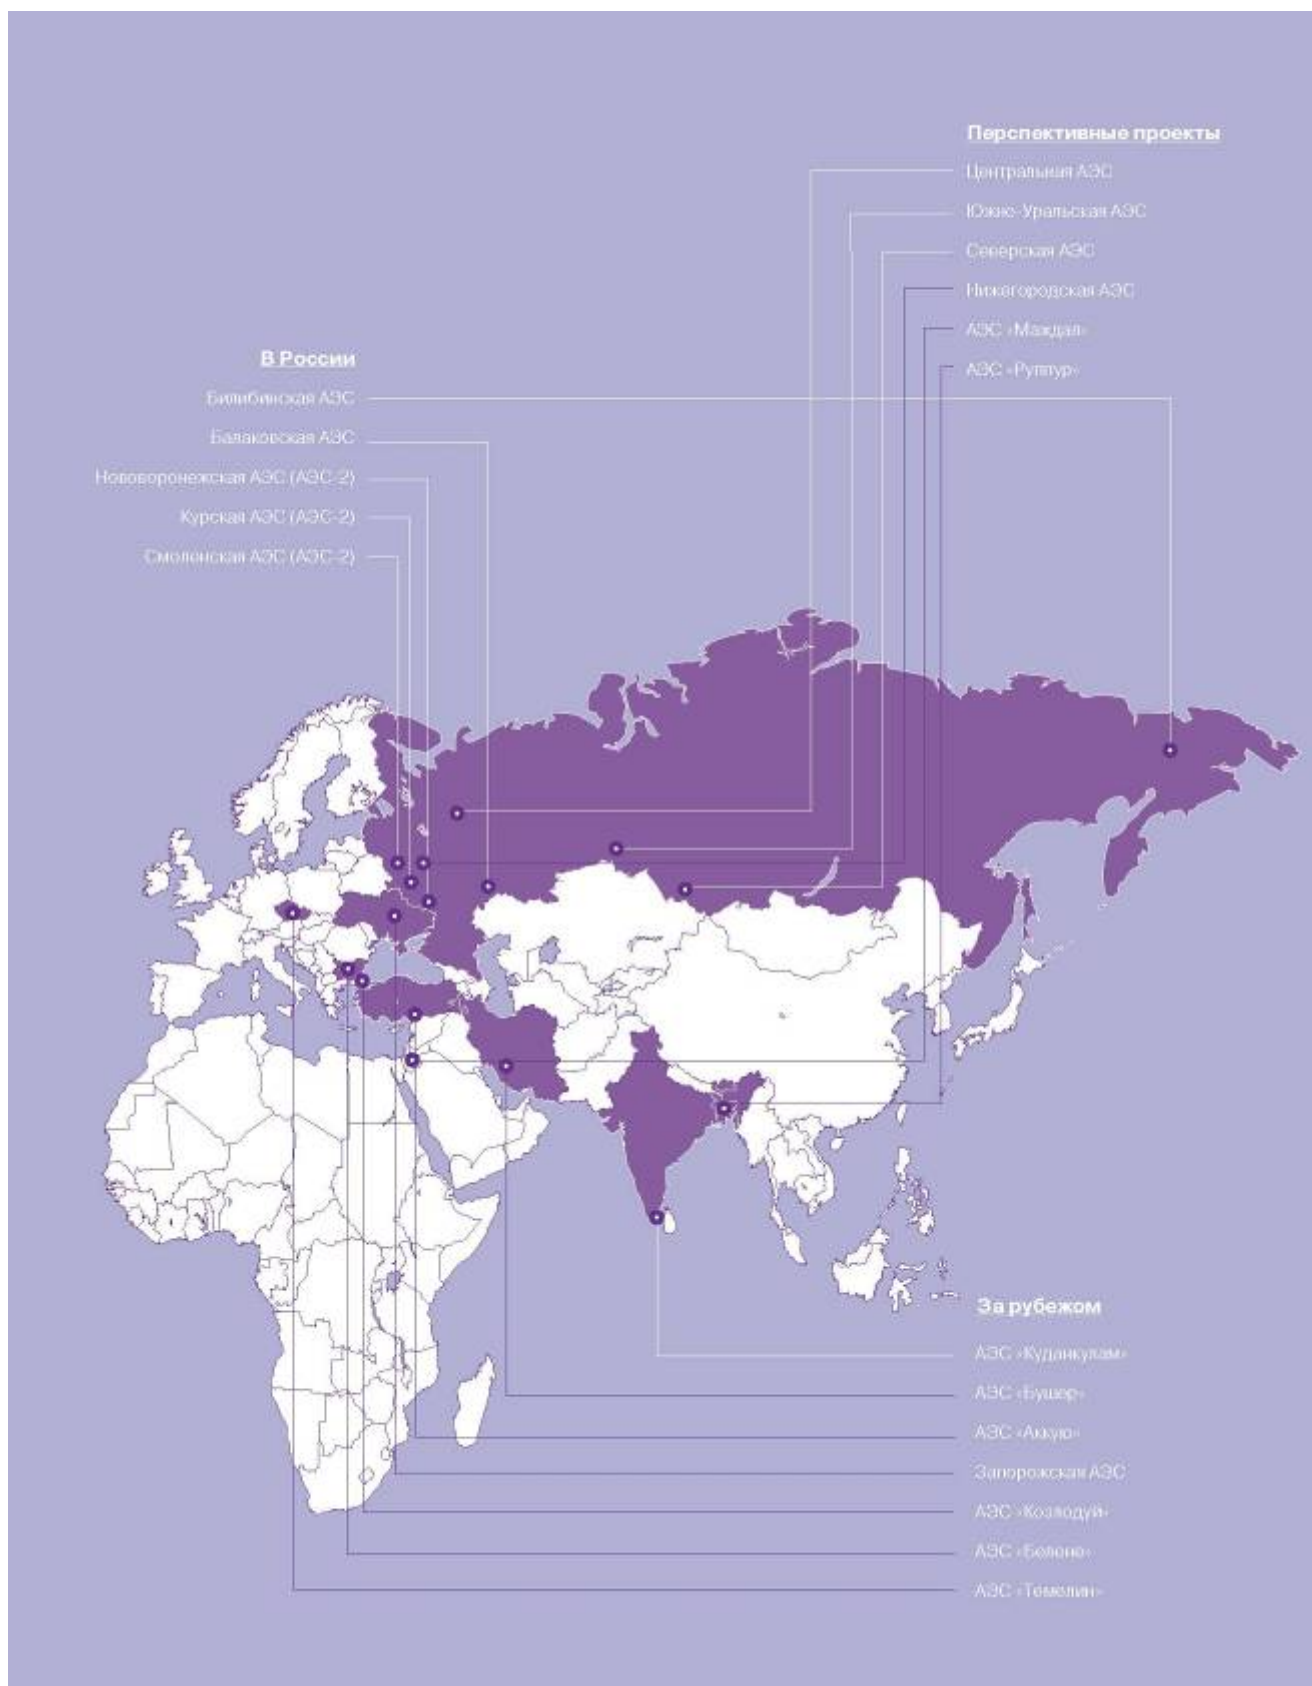 Перспективные проекты
Центральная АЭС
Южно-Уральская АЭС
Северская АЭС
Нижегородская АЭС
АЭС «Маждал»
АЭС «Руппур»
В России
Билибинская АЭС
Балаковская АЭС
Нововоронежская АЭС (АЭС-2)
Курская АЭС (АЭС-2)
Смоленская АЭС (АЭС-2)
За рубежом
АЭС «Куданкулам»
АЭС «Бушер»
АЭС «Аккую»
Запорожская АЭС
АЭС «Козлодуй»
АЭС «Белене»
АЭС «Темелин»